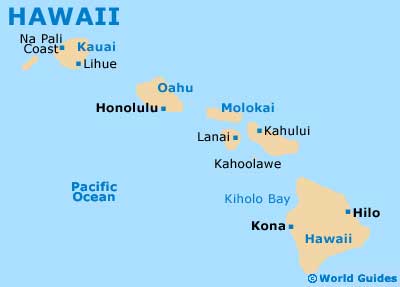 HAWAII
Na Pali
Coast
Kauai
Lihue
Oahu
Honolulu
Molokai
Lanai
Kahului
Kahoolawe
Pacific
Ocean
Kiholo Bay
Hilo
Kona
Hawaii
© World Guides